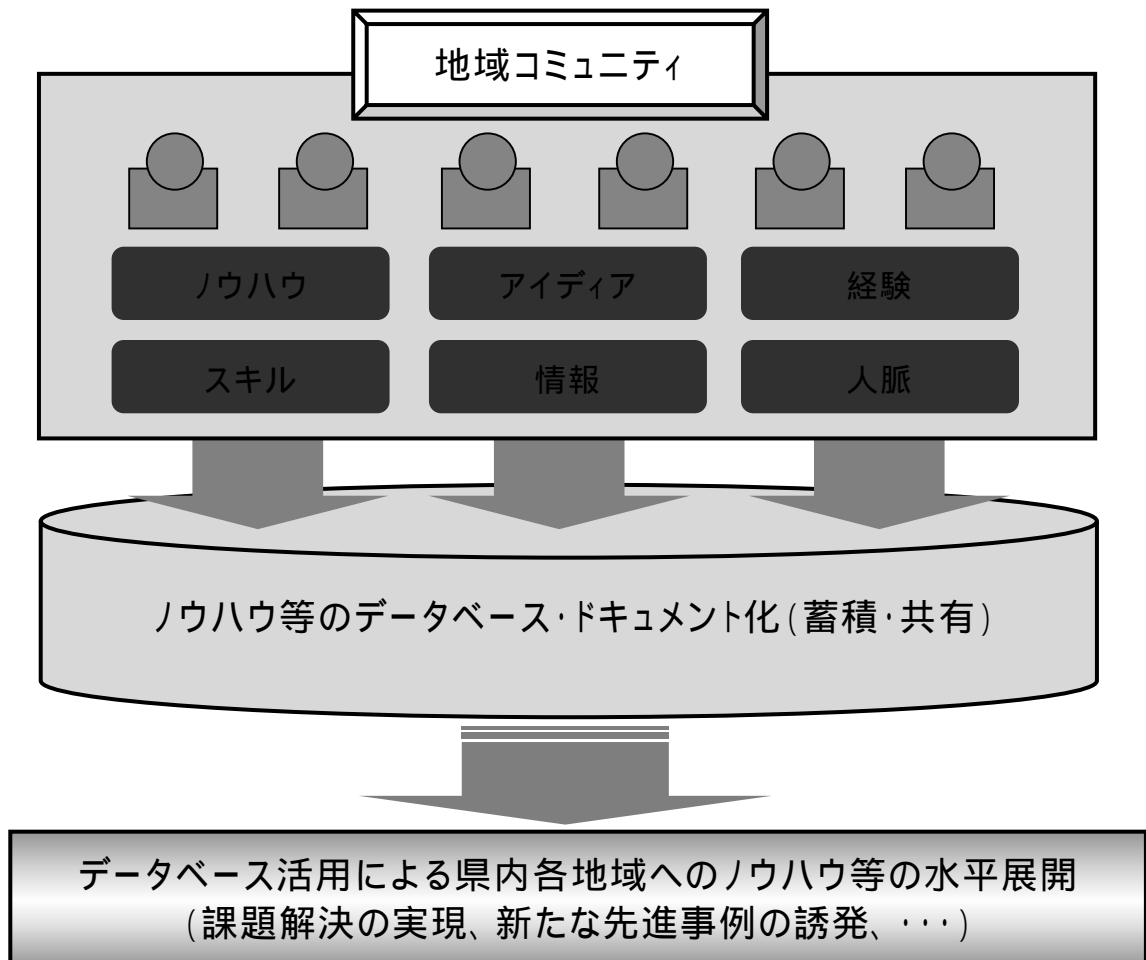 地域コミュニティ
ノウハウ
アイディア
経験
スキル
情報
人脈
ノウハウ等のデータベース・ドキュメント化(蓄積・共有)
データベース活用による県内各地域へのノウハウ等の水平展開
(課題解決の実現、新たな先進事例の誘発、・・・)